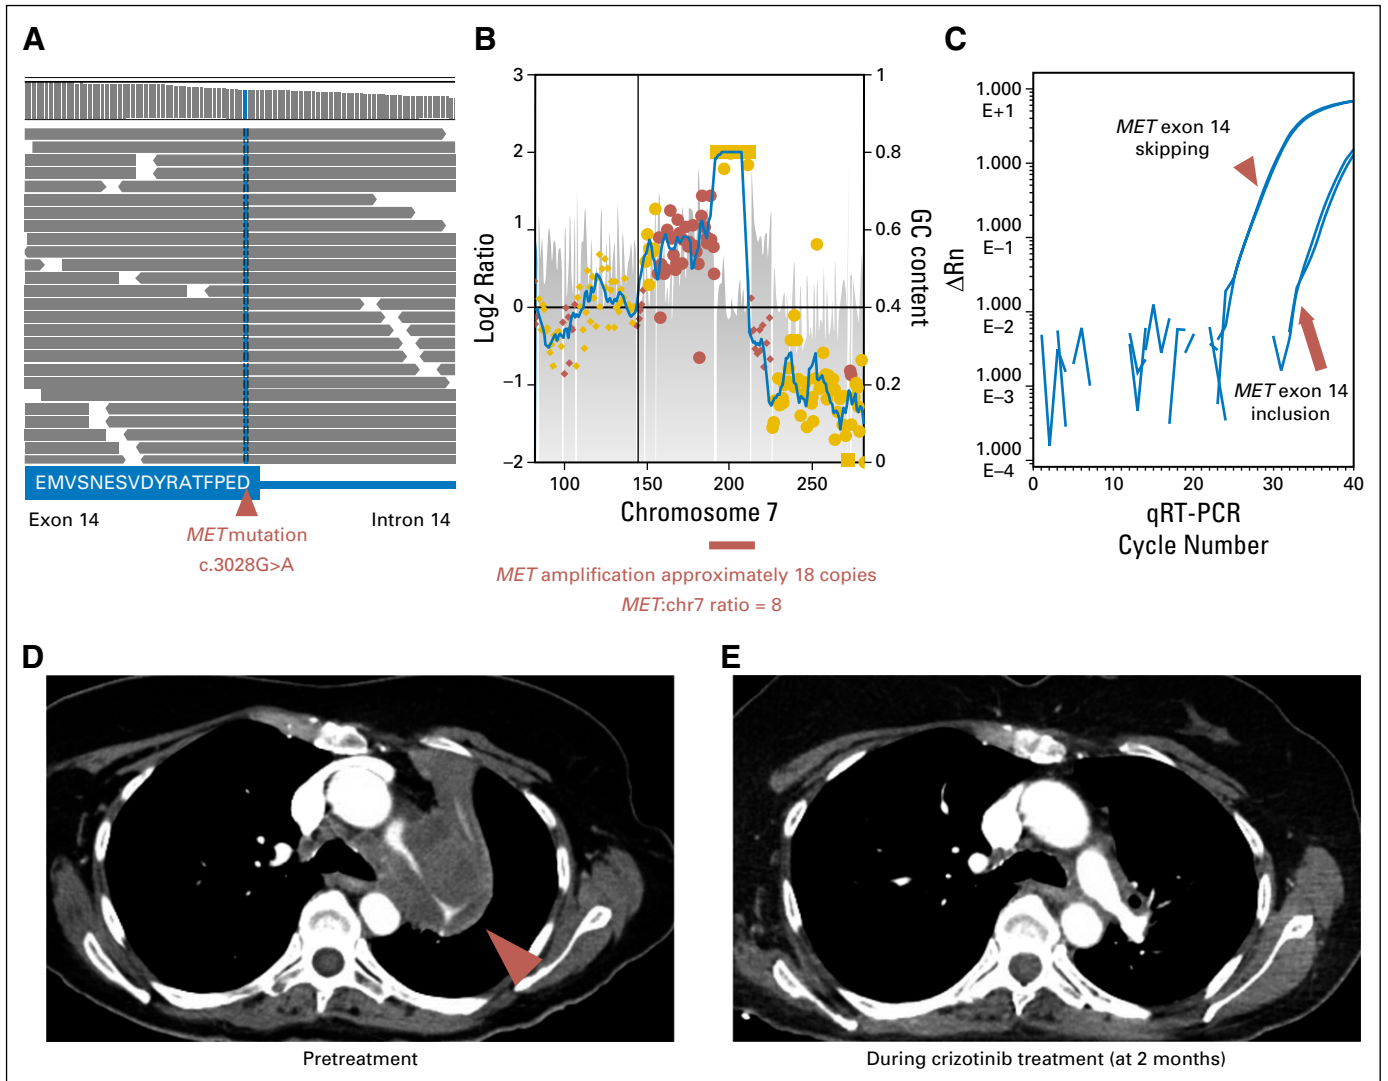 A
EMVSNESVDYRATFPED
Exon 14
Intron 14
MET mutation
c.3028G>A
B
3
2
1
0
−1
−2
Log2 Ratio
1
0.8
0.6
0.4
0.2
0
GC content
100
150
200
250
Chromosome 7
MET amplification approximately 18 copies
MET:chr7 ratio = 8
C
1.000
E+1
1.000
1.000
E−1
1.000
E−2
1.000
E−3
1.000
E−4
ΔRn
MET exon 14
skipping
MET exon 14
inclusion
0
10
20
30
40
qRT-PCR
Cycle Number
D
Pretreatment
E
During crizotinib treatment (at 2 months)